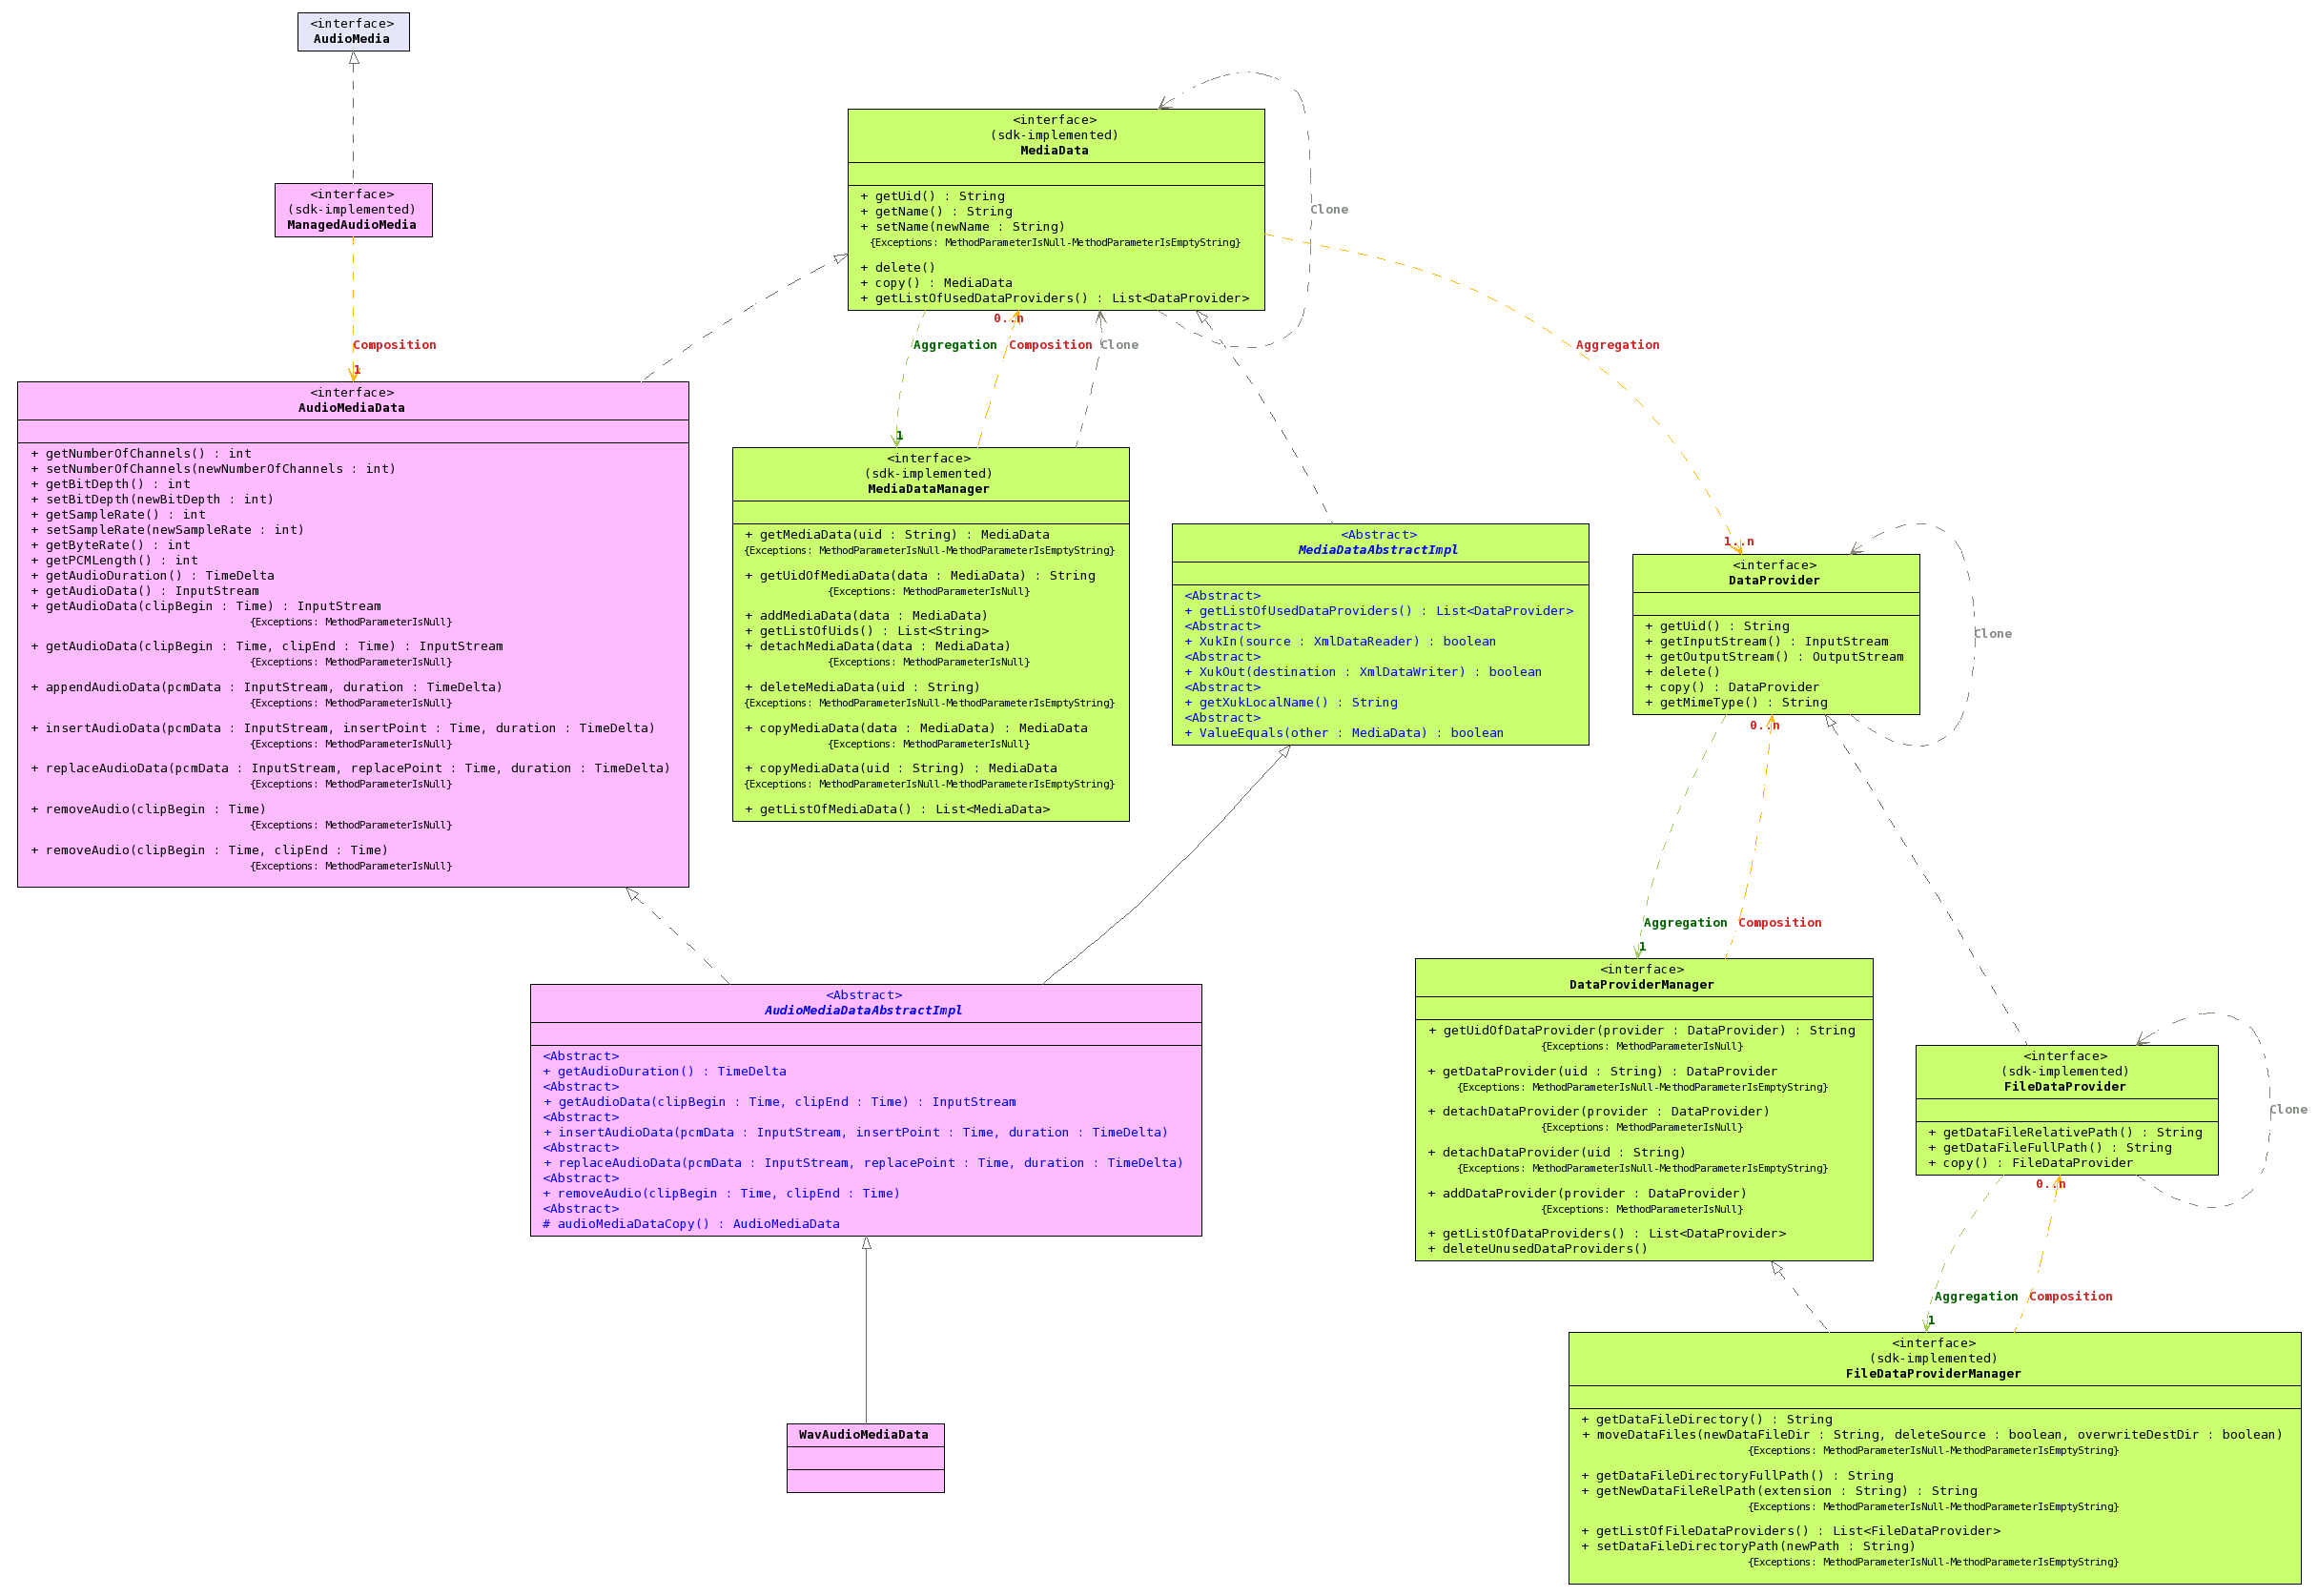 <interface>
AudioMedia
<interface>
(sdk-implemented)
ManagedAudioMedia
Composition
1
<interface>
(sdk-implemented)
MediaData
+ getUid() : String
+ getName() : String
+ setName(newName : String)
{Exceptions: MethodParameterIsNull-MethodParameterIsEmptyString}
+ delete()
+ copy() : MediaData
+ getListOfUsedDataProviders() : List<DataProvider>
Clone
0..n
Aggregation
Composition
Clone
Aggregation
1
1..n
<interface>
AudioMediaData
+ getNumberOfChannels() : int
+ setNumberOfChannels(newNumberOfChannels : int)
+ getBitDepth() : int
+ setBitDepth(newBitDepth : int)
+ getSampleRate() : int
+ setSampleRate(newSampleRate : int)
+ getByteRate() : int
+ getPCMLength() : int
+ getAudioDuration() : TimeDelta
+ getAudioData() : InputStream
+ getAudioData(clipBegin : Time) : InputStream
{Exceptions: MethodParameterIsNull}
+ getAudioData(clipBegin : Time, clipEnd : Time) : InputStream
{Exceptions: MethodParameterIsNull}
+ appendAudioData(pcmData : InputStream, duration : TimeDelta)
{Exceptions: MethodParameterIsNull}
+ insertAudioData(pcmData : InputStream, insertPoint : Time, duration : TimeDelta)
{Exceptions: MethodParameterIsNull}
+ replaceAudioData(pcmData : InputStream, replacePoint : Time, duration : TimeDelta)
{Exceptions: MethodParameterIsNull}
+ removeAudio(clipBegin : Time)
{Exceptions: MethodParameterIsNull}
+ removeAudio(clipBegin : Time, clipEnd : Time)
{Exceptions: MethodParameterIsNull}
<interface>
(sdk-implemented)
MediaDataManager
+ getMediaData(uid : String) : MediaData
{Exceptions: MethodParameterIsNull-MethodParameterIsEmptyString}
+ getUidOfMediaData(data : MediaData) : String
{Exceptions: MethodParameterIsNull}
+ addMediaData(data : MediaData)
+ getListOfUids() : List<String>
+ detachMediaData(data : MediaData)
{Exceptions: MethodParameterIsNull}
+ deleteMediaData(uid : String)
{Exceptions: MethodParameterIsNull-MethodParameterIsEmptyString}
+ copyMediaData(data : MediaData) : MediaData
{Exceptions: MethodParameterIsNull}
+ copyMediaData(uid : String) : MediaData
{Exceptions: MethodParameterIsNull-MethodParameterIsEmptyString}
+ getListOfMediaData() : List<MediaData>
<Abstract>
MediaDataAbstractImpl
<Abstract>
+ getListOfUsedDataProviders() : List<DataProvider>
<Abstract>
+ XukIn(source : XmlDataReader) : boolean
<Abstract>
+ XukOut(destination : XmlDataWriter) : boolean
<Abstract>
+ getXukLocalName() : String
<Abstract>
+ ValueEquals(other : MediaData) : boolean
<interface>
DataProvider
+ getUid() : String
+ getInputStream() : InputStream
+ getOutputStream() : OutputStream
+ delete()
+ copy() : DataProvider
+ getMimeType() : String
Clone
0..n
Aggregation
Composition
1
<Abstract>
AudioMediaDataAbstractImpl
<Abstract>
+ getAudioDuration() : TimeDelta
<Abstract>
+ getAudioData(clipBegin : Time, clipEnd : Time) : InputStream
<Abstract>
+ insertAudioData(pcmData : InputStream, insertPoint : Time, duration : TimeDelta)
<Abstract>
+ replaceAudioData(pcmData : InputStream, replacePoint : Time, duration : TimeDelta)
<Abstract>
+ removeAudio(clipBegin : Time, clipEnd : Time)
<Abstract>
# audioMediaDataCopy() : AudioMediaData
<interface>
DataProviderManager
+ getUidOfDataProvider(provider : DataProvider) : String
{Exceptions: MethodParameterIsNull}
+ getDataProvider(uid : String) : DataProvider
{Exceptions: MethodParameterIsNull-MethodParameterIsEmptyString}
+ detachDataProvider(provider : DataProvider)
{Exceptions: MethodParameterIsNull}
+ detachDataProvider(uid : String)
{Exceptions: MethodParameterIsNull-MethodParameterIsEmptyString}
+ addDataProvider(provider : DataProvider)
{Exceptions: MethodParameterIsNull}
+ getListOfDataProviders() : List<DataProvider>
+ deleteUnusedDataProviders()
<interface>
(sdk-implemented)
FileDataProvider
+ getDataFileRelativePath() : String
+ getDataFileFullPath() : String
+ copy() : FileDataProvider
Clone
0..n
Aggregation
Composition
1
WavAudioMediaData
<interface>
(sdk-implemented)
FileDataProviderManager
+ getDataFileDirectory() : String
+ moveDataFiles(newDataFileDir : String, deleteSource : boolean, overwriteDestDir : boolean)
{Exceptions: MethodParameterIsNull-MethodParameterIsEmptyString}
+ getDataFileDirectoryFullPath() : String
+ getNewDataFileRelPath(extension : String) : String
{Exceptions: MethodParameterIsNull-MethodParameterIsEmptyString}
+ getListOfFileDataProviders() : List<FileDataProvider>
+ setDataFileDirectoryPath(newPath : String)
{Exceptions: MethodParameterIsNull-MethodParameterIsEmptyString}